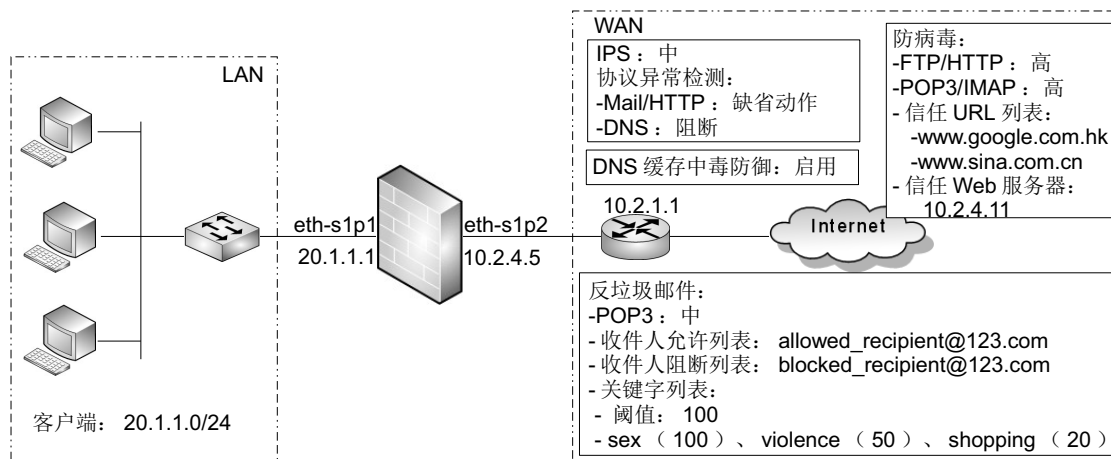 LAN
eth-s1p1
20.1.1.1
eth-s1p2
10.2.4.5
客户端： 20.1.1.0/24
WAN
IPS： 中
协议异常检测：
-Mail/HTTP： 缺省动作
-DNS： 阻断
DNS 缓存中毒防御： 启用
防病毒：
-FTP/HTTP： 高
-POP3/IMAP： 高
- 信任 URL 列表：
-www.google.com.hk
-www.sina.com.cn
- 信任 Web 服务器：
10.2.4.11
10.2.1.1
Internet
反垃圾邮件：
-POP3： 中
- 收件人允许列表： allowed_recipient@123.com
- 收件人阻断列表： blocked_recipient@123.com
- 关键字列表：
- 阈值： 100
- sex （ 100 ）、 violence （ 50 ）、 shopping （ 20 ）